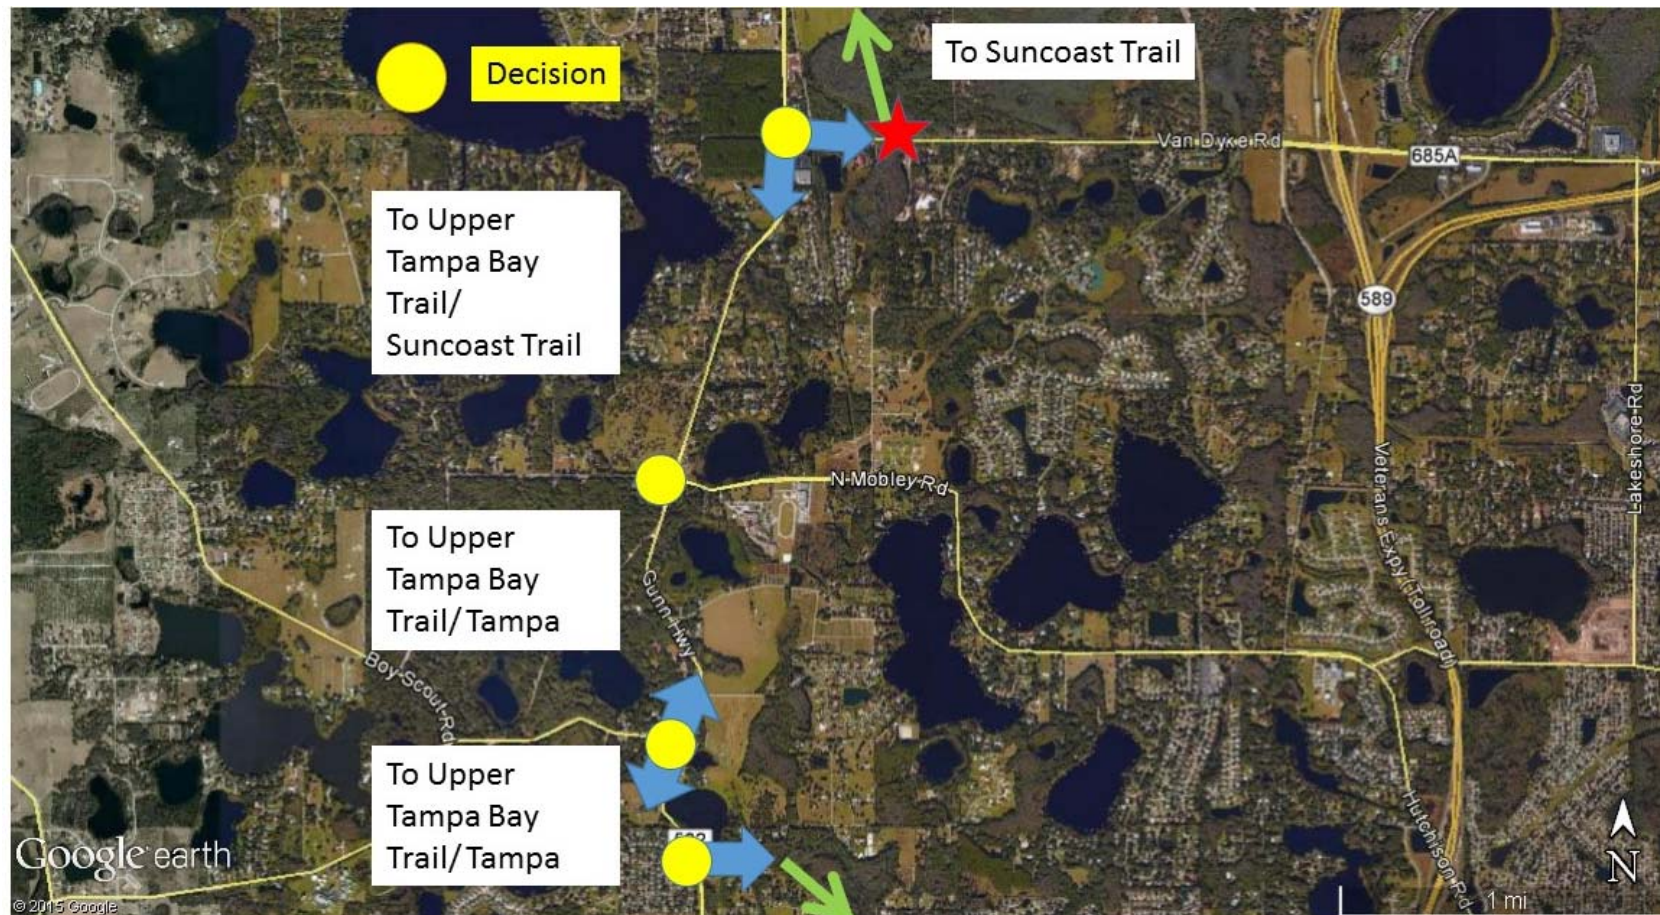 Decision
To Suncoast Trail
Van Dyke Rd
685A
To Upper
Tampa Bay
Trail/
Suncoast Trail
589
N Mobley Rd
Lakeshore Rd
Veterans Expy (Tollroad)
To Upper
Tampa Bay
Trail/Tampa
Gunn Hwy
Boy Scout Rd
To Upper
Tampa Bay
Trail/Tampa
Hutchison Rd
N
1 mi
Google earth
© 2015 Google